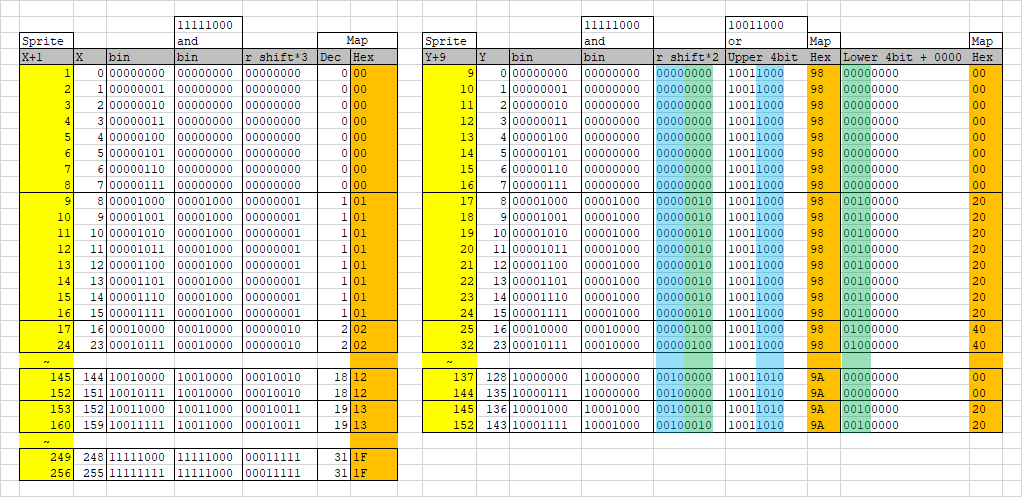 11111000 11111000 10011000
Sprite and Map Sprite and or Map Map
X+1 X bin bin r shift*3 Dec Hex Y+9 Y bin bin r shift*2 Upper 4bit Hex Lower 4bit + 0000 Hex
1 0 00000000 00000000 00000000 0 00 9 0 00000000 00000000 00000000 10011000 98 00000000 00
2 1 00000001 00000000 00000000 0 00 10 1 00000001 00000000 00000000 10011000 98 00000000 00
3 2 00000010 00000000 00000000 0 00 11 2 00000010 00000000 00000000 10011000 98 00000000 00
4 3 00000011 00000000 00000000 0 00 12 3 00000011 00000000 00000000 10011000 98 00000000 00
5 4 00000100 00000000 00000000 0 00 13 4 00000100 00000000 00000000 10011000 98 00000000 00
6 5 00000101 00000000 00000000 0 00 14 5 00000101 00000000 00000000 10011000 98 00000000 00
7 6 00000110 00000000 00000000 0 00 15 6 00000110 00000000 00000000 10011000 98 00000000 00
8 7 00000111 00000000 00000000 0 00 16 7 00000111 00000000 00000000 10011000 98 00000000 00
9 8 00001000 00001000 00000001 1 01 17 8 00001000 00001000 00000010 10011000 98 00100000 20
10 9 00001001 00001000 00000001 1 01 18 9 00001001 00001000 00000010 10011000 98 00100000 20
11 10 00001010 00001000 00000001 1 01 19 10 00001010 00001000 00000010 10011000 98 00100000 20
12 11 00001011 00001000 00000001 1 01 20 11 00001011 00001000 00000010 10011000 98 00100000 20
13 12 00001100 00001000 00000001 1 01 21 12 00001100 00001000 00000010 10011000 98 00100000 20
14 13 00001101 00001000 00000001 1 01 22 13 00001101 00001000 00000010 10011000 98 00100000 20
15 14 00001110 00001000 00000001 1 01 23 14 00001110 00001000 00000010 10011000 98 00100000 20
16 15 00001111 00001000 00000001 1 01 24 15 00001111 00001000 00000010 10011000 98 00100000 20
17 16 00010000 00010000 00000010 2 02 25 16 00010000 00010000 00000100 10011000 98 01000000 40
24 23 00010111 00010000 00000010 2 02 32 23 00010111 00010000 00000100 10011000 98 01000000 40
~ ~
145 144 10010000 10010000 00010010 18 12 137 128 10000000 10000000 00100000 10011010 9A 00000000 00
152 151 10010111 10010000 00010010 18 12 144 135 10000111 10000000 00100000 10011010 9A 00000000 00
153 152 10011000 10011000 00010011 19 13 145 136 10001000 10001000 00100010 10011010 9A 00100000 20
160 159 10011111 10011000 00010011 19 13 152 143 10001111 10001000 00100010 10011010 9A 00100000 20
~
249 248 11111000 11111000 00011111 31 1F
256 255 11111111 11111000 00011111 31 1F